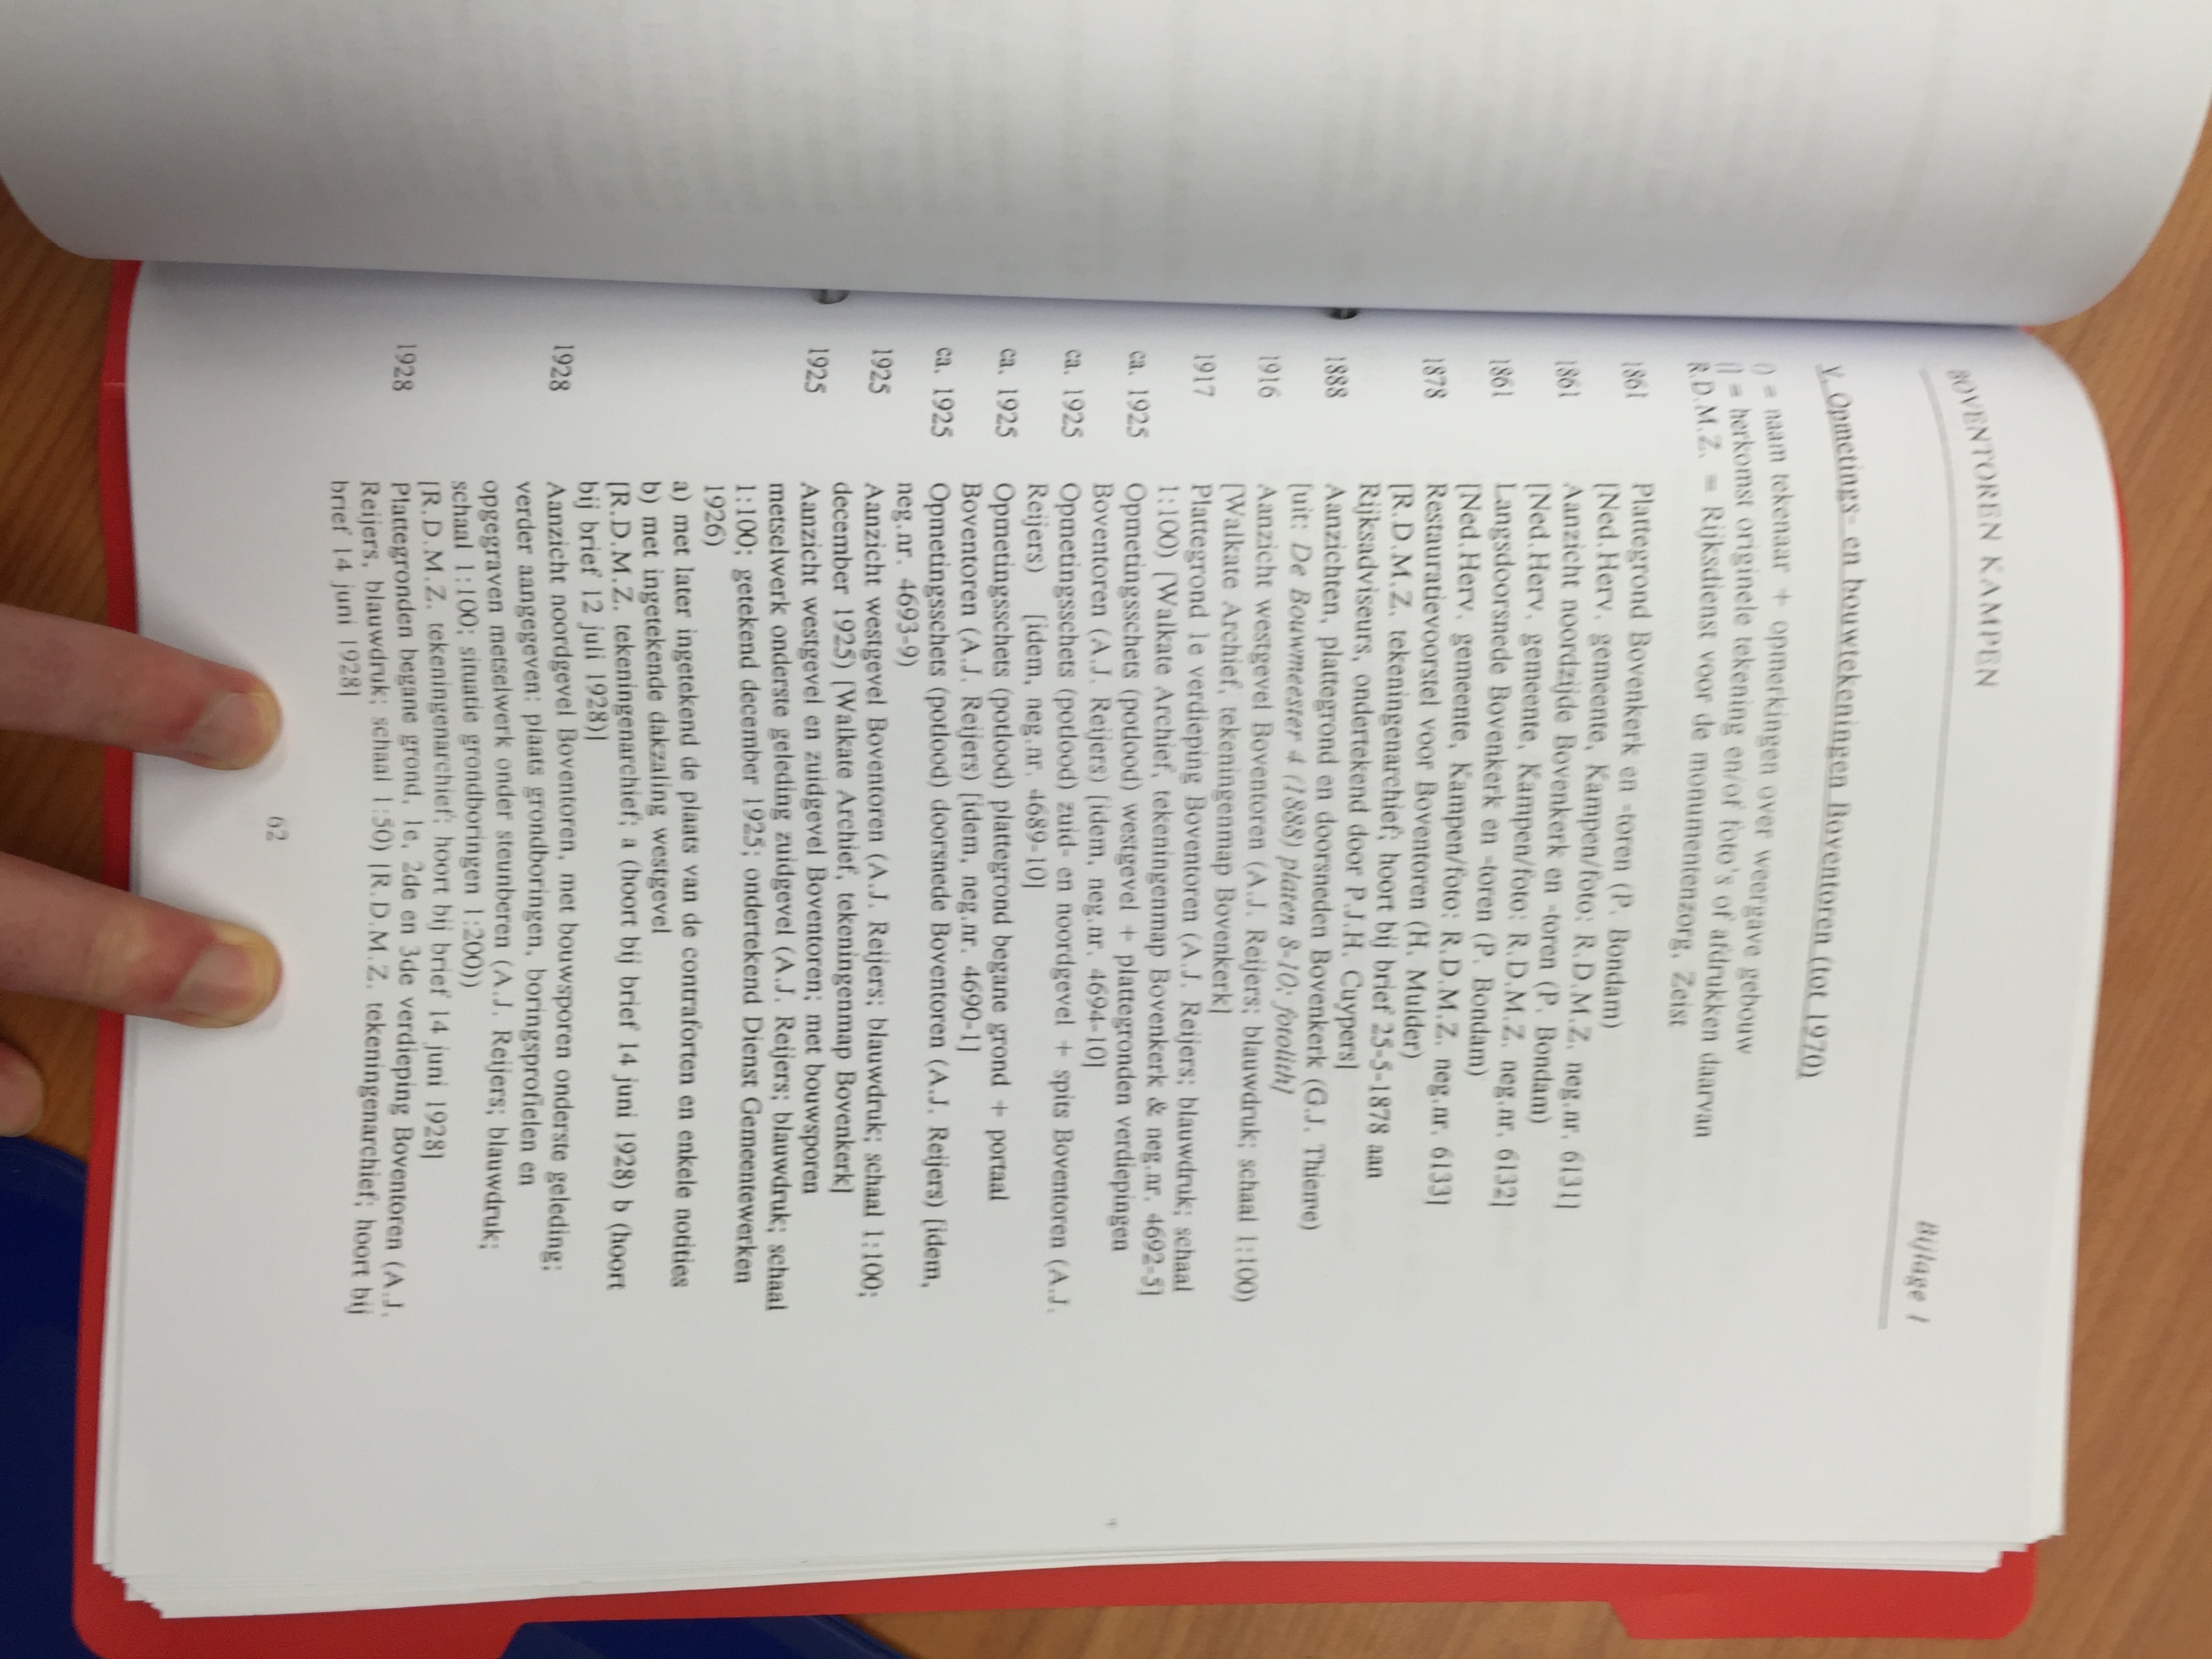 BOVENTOREN KAMPEN Bijlage 1
V. Opmetings- en bouwtekeningen Boventoren (tot 1970)
() = naam tekenaar + opmerkingen over weergave gebouw
[] = herkomst originele tekening en/of foto's of afdrukken daarvan
R.D.M.Z. = Rijksdienst voor de monumentenzorg, Zeist
1861 Plattegrond Bovenkerk en -toren (P. Bondam)
[Ned.Herv. gemeente, Kampen/foto: R.D.M.Z. neg.nr. 6131]
1861 Aanzicht noordzijde Bovenkerk en -toren (P. Bondam)
[Ned.Herv. gemeente, Kampen/foto: R.D.M.Z. neg.nr. 6132]
1861 Langsdoorsnede Bovenkerk en -toren (P. Bondam)
[Ned.Herv. gemeente, Kampen/foto: R.D.M.Z. neg.nr. 6133]
1878 Restauratievoorstel voor Boventoren (H. Mulder)
[R.D.M.Z. tekeningenarchief; hoort bij brief 25-5-1878 aan
Rijksadviseurs, ondertekend door P.J.H. Cuypers]
1888 Aanzichten, plattegrond en doorsneden Bovenkerk (G.J. Thieme)
[uit: De Bouwmeester 4 (1888) platen 8-10; fotolith]
1916 Aanzicht westgevel Boventoren (A.J. Reijers; blauwdruk; schaal 1:100)
[Walkate Archief, tekeningenmap Bovenkerk]
1917 Plattegrond 1e verdieping Boventoren (A.J. Reijers; blauwdruk; schaal
1:100) [Walkate Archief, tekeningenmap Bovenkerk & neg.nr. 4692-5]
ca. 1925 Opmetingsschets (potlood) westgevel + plattegronden verdiepingen
Boventoren (A.J. Reijers) [idem, neg.nr. 4694-10]
ca. 1925 Opmetingsschets (potlood) zuid- en noordgevel + spits Boventoren (A.J.
Reijers) [idem, neg.nr. 4689-10]
ca. 1925 Opmetingsschets (potlood) plattegrond begane grond + portaal
Boventoren (A.J. Reijers) [idem, neg.nr. 4690-1]
ca. 1925 Opmetingsschets (potlood) doorsnede Boventoren (A.J. Reijers) [idem,
neg.nr. 4693-9)
1925 Aanzicht westgevel Boventoren (A.J. Reijers; blauwdruk; schaal 1:100;
december 1925) [Walkate Archief, tekeningenmap Bovenkerk]
1925 Aanzicht westgevel en zuidgevel Boventoren; met bouwsporen
metselwerk onderste geleding zuidgevel (A.J. Reijers; blauwdruk; schaal
1:100; getekend december 1925; ondertekend Dienst Gemeentewerken
1926)
a) met later ingetekend de plaats van de contraforten en enkele notities
b) met ingetekende dakzaling westgevel
[R.D.M.Z. tekeningenarchief; a (hoort bij brief 14 juni 1928) b (hoort
bij brief 12 juli 1928)]
1928 Aanzicht noordgevel Boventoren, met bouwsporen onderste geleding;
verder aangegeven: plaats grondboringen, boringsprofielen en
opgegraven metselwerk onder steunberen (A.J. Reijers; blauwdruk;
schaal 1:100; situatie grondboringen 1:200))
[R.D.M.Z. tekeningenarchief; hoort bij brief 14 juni 1928]
1928 Plattegronden begane grond, 1e, 2de en 3de verdieping Boventoren (A.J.
Reijers, blauwdruk; schaal 1:50) [R.D.M.Z. tekeningenarchief; hoort bij
brief 14 juni 1928]
62